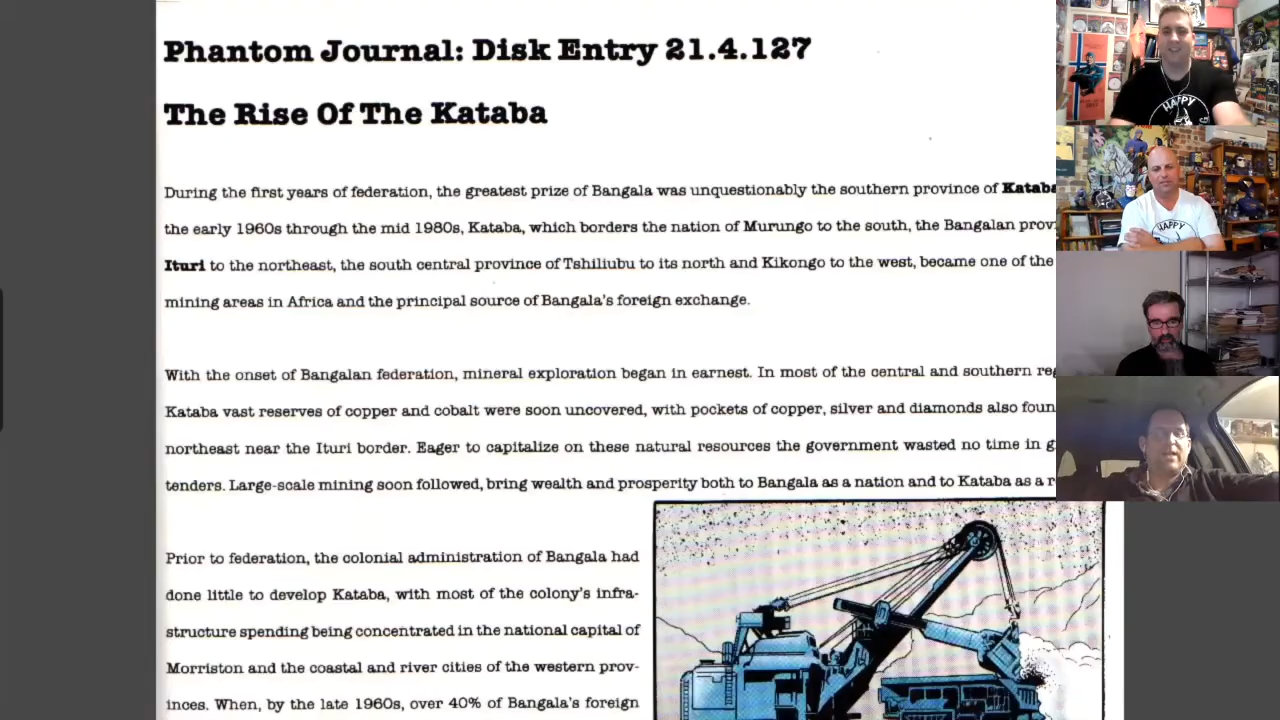 Phantom Journal: Disk Entry 21.4.127
The Rise Of The Kataba
During the first years of federation, the greatest prize of Bangala was unquestionably the southern province of Kataba
the early 1960s through the mid 1980s, Kataba, which borders the nation of Murungo to the south, the Bangalan prov
Ituri to the northeast, the south central province of Tshiliubu to its north and Kikongo to the west, became one of the
mining areas in Africa and the principal source of Bangala's foreign exchange.
With the onset of Bangalan federation, mineral exploration began in earnest. In most of the central and southern reg
Kataba vast reserves of copper and cobalt were soon uncovered, with pockets of copper, silver and diamonds also foun
northeast near the Ituri border. Eager to capitalize on these natural resources the government wasted no time in g
tenders. Large-scale mining soon followed, bring wealth and prosperity both to Bangala as a nation and to Kataba as a r
Prior to federation, the colonial administration of Bangala had
done little to develop Kataba, with most of the colony's infra-
structure spending being concentrated in the national capital of
Morriston and the coastal and river cities of the western prov-
inces. When, by the late 1960s, over 40% of Bangala's foreign
HAPPY
HAPPY